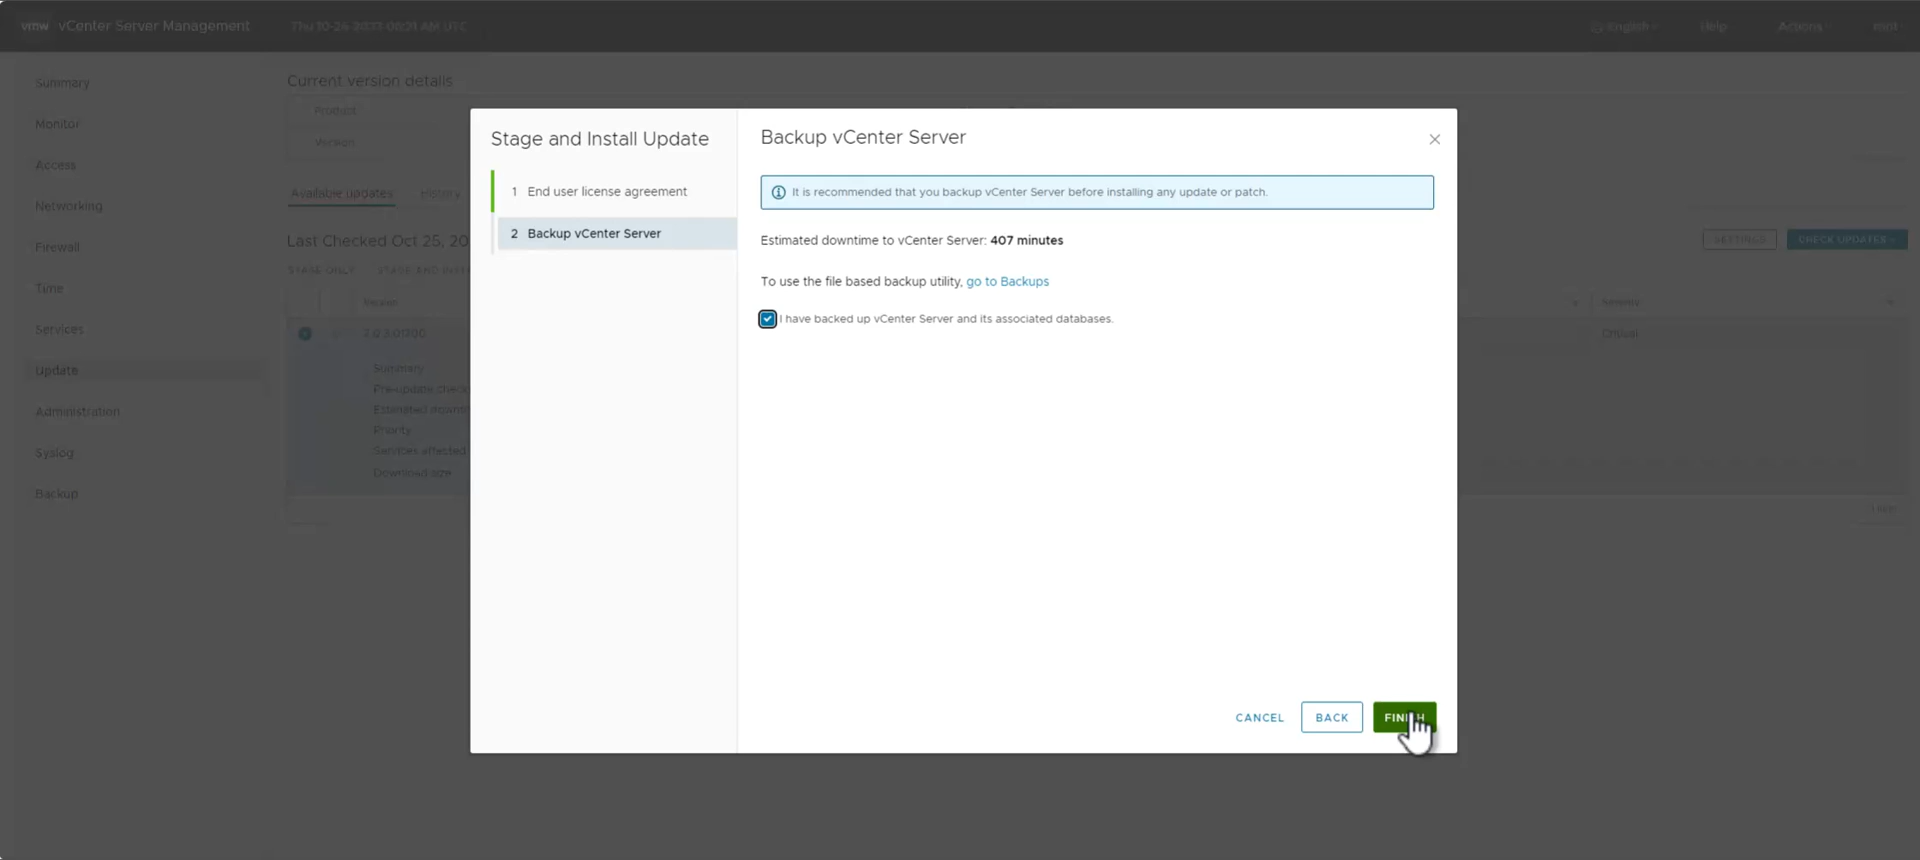 vmw vCenter Server Management Thu 10-26-2023 06:21 AM UTC English Help Actions root
Summary
Monitor
Access
Networking
Firewall
Time
Services
Update
Administration
Syslog
Backup
Current version details
Product
Version
Available updates History
Last Checked Oct 25, 20
SETTINGS CHECK UPDATES
STAGE ONLY STAGE AND INST
Version Severity
7.0.3.01700 Critical
Summary
Pre-update check
Estimated downt
Priority
Services affected
Download size
Stage and Install Update
1 End user license agreement
2 Backup vCenter Server
Backup vCenter Server
It is recommended that you backup vCenter Server before installing any update or patch.
Estimated downtime to vCenter Server: 407 minutes
To use the file based backup utility, go to Backups
I have backed up vCenter Server and its associated databases.
CANCEL BACK FINISH